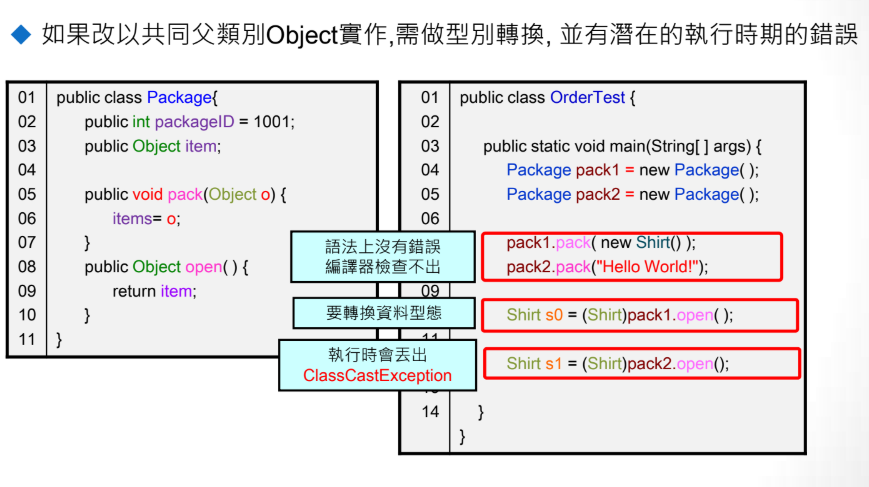 如果改以共同父類別Object實作,需做型別轉換, 並有潛在的執行時期的錯誤
01 public class Package{
02 public int packageID = 1001;
03 public Object item;
04
05 public void pack(Object o) {
06 items= o;
07 }
08 public Object open( ) {
09 return item;
10 }
11 }
01 public class OrderTest {
02
03 public static void main(String[ ] args) {
04 Package pack1 = new Package( );
05 Package pack2 = new Package( );
06
語法上沒有錯誤
編譯器檢查不出
pack1.pack( new Shirt() );
pack2.pack("Hello World!");
09
要轉換資料型態
Shirt s0 = (Shirt)pack1.open( );
執行時會丟出
ClassCastException
Shirt s1 = (Shirt)pack2.open();
14 }
}